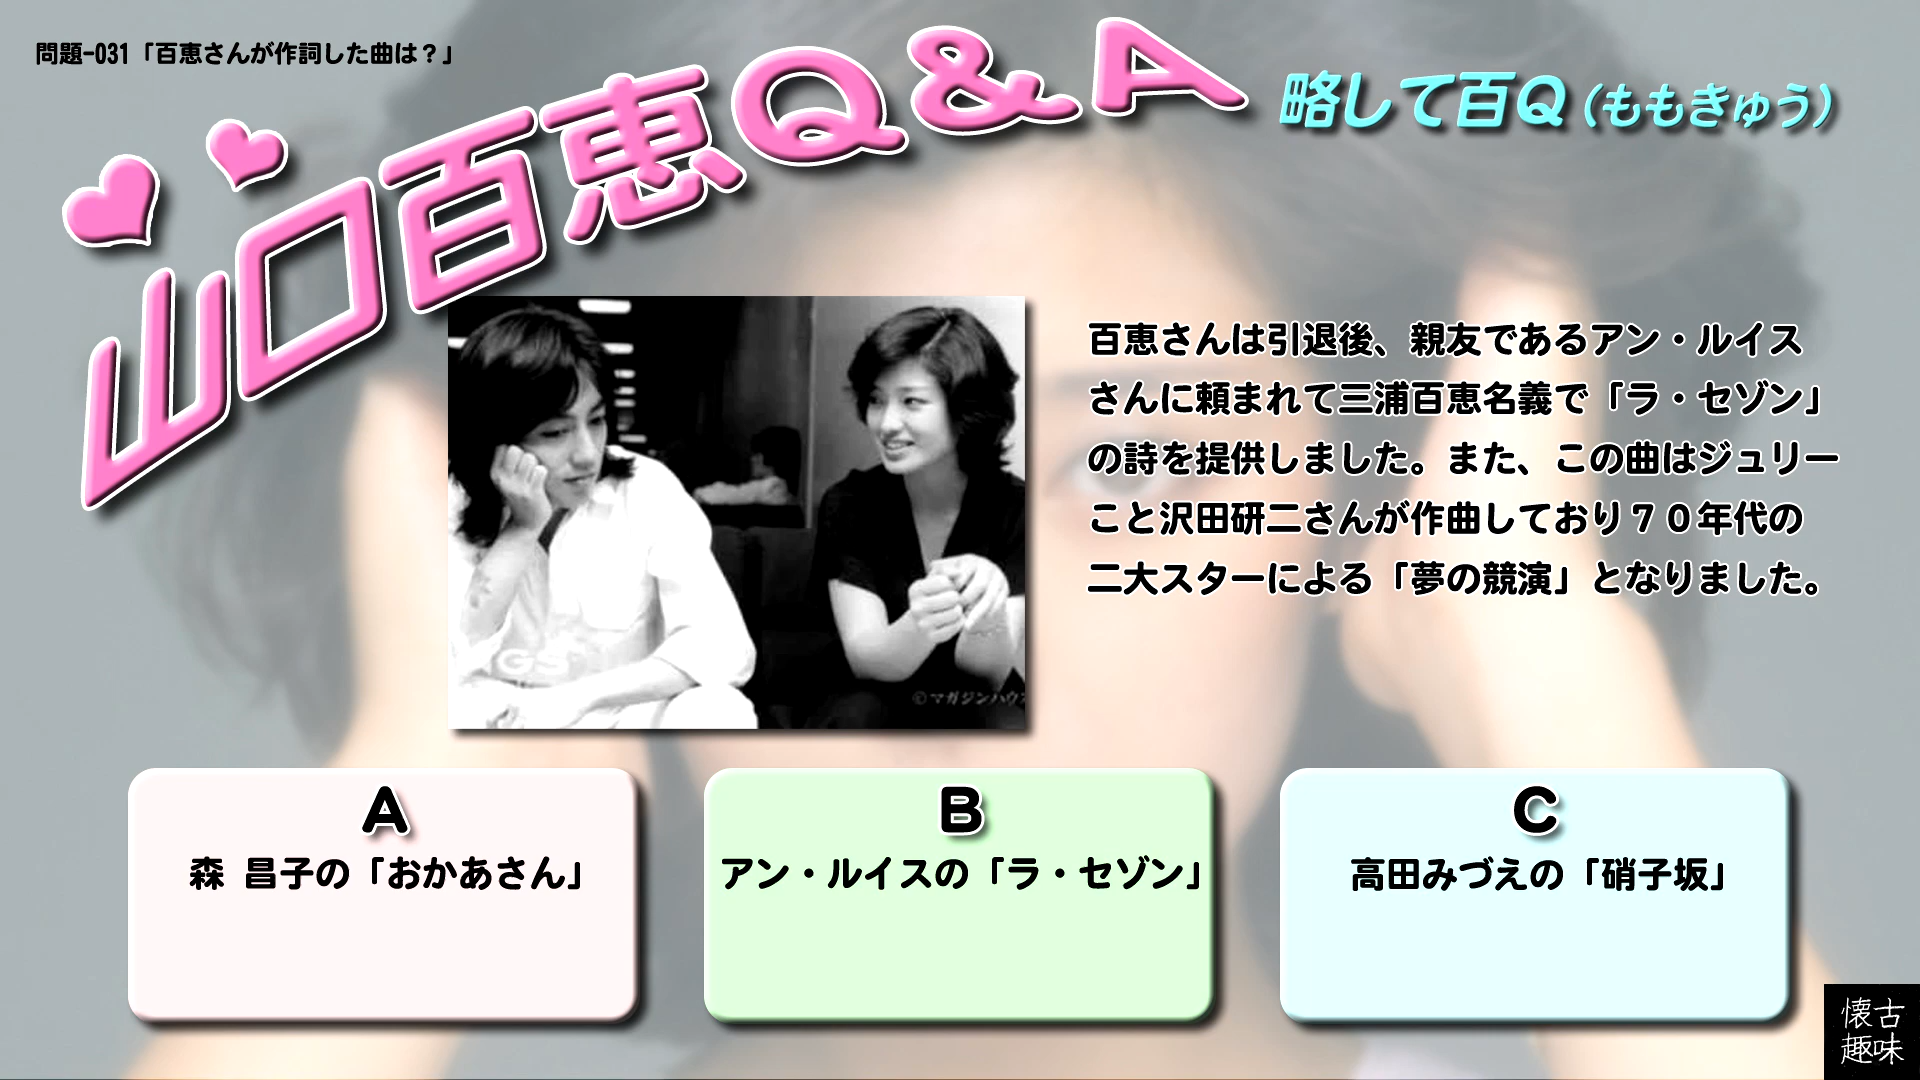 問題-031「百恵さんが作詞した曲は？」
山口百恵Q&A
略して百Q（ももきゅう）
百恵さんは引退後、親友であるアン・ルイス
さんに頼まれて三浦百恵名義で「ラ・セゾン」
の詩を提供しました。また、この曲はジュリー
こと沢田研二さんが作曲しており７０年代の
二大スターによる「夢の競演」となりました。
NGS
©マガジンハウス
A
森 昌子の「おかあさん」
B
アン・ルイスの「ラ・セゾン」
C
高田みづえの「硝子坂」
懐古
趣味